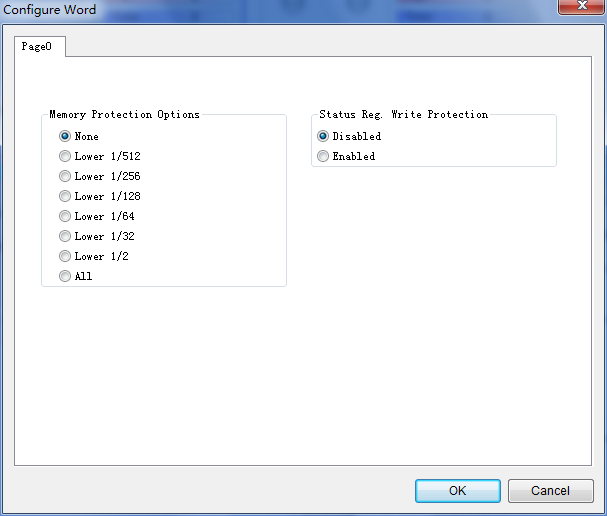 Configure Word
Page0
Memory Protection Options
None
Lower 1/512
Lower 1/256
Lower 1/128
Lower 1/64
Lower 1/32
Lower 1/2
All
Status Reg. Write Protection
Disabled
Enabled
OK
Cancel